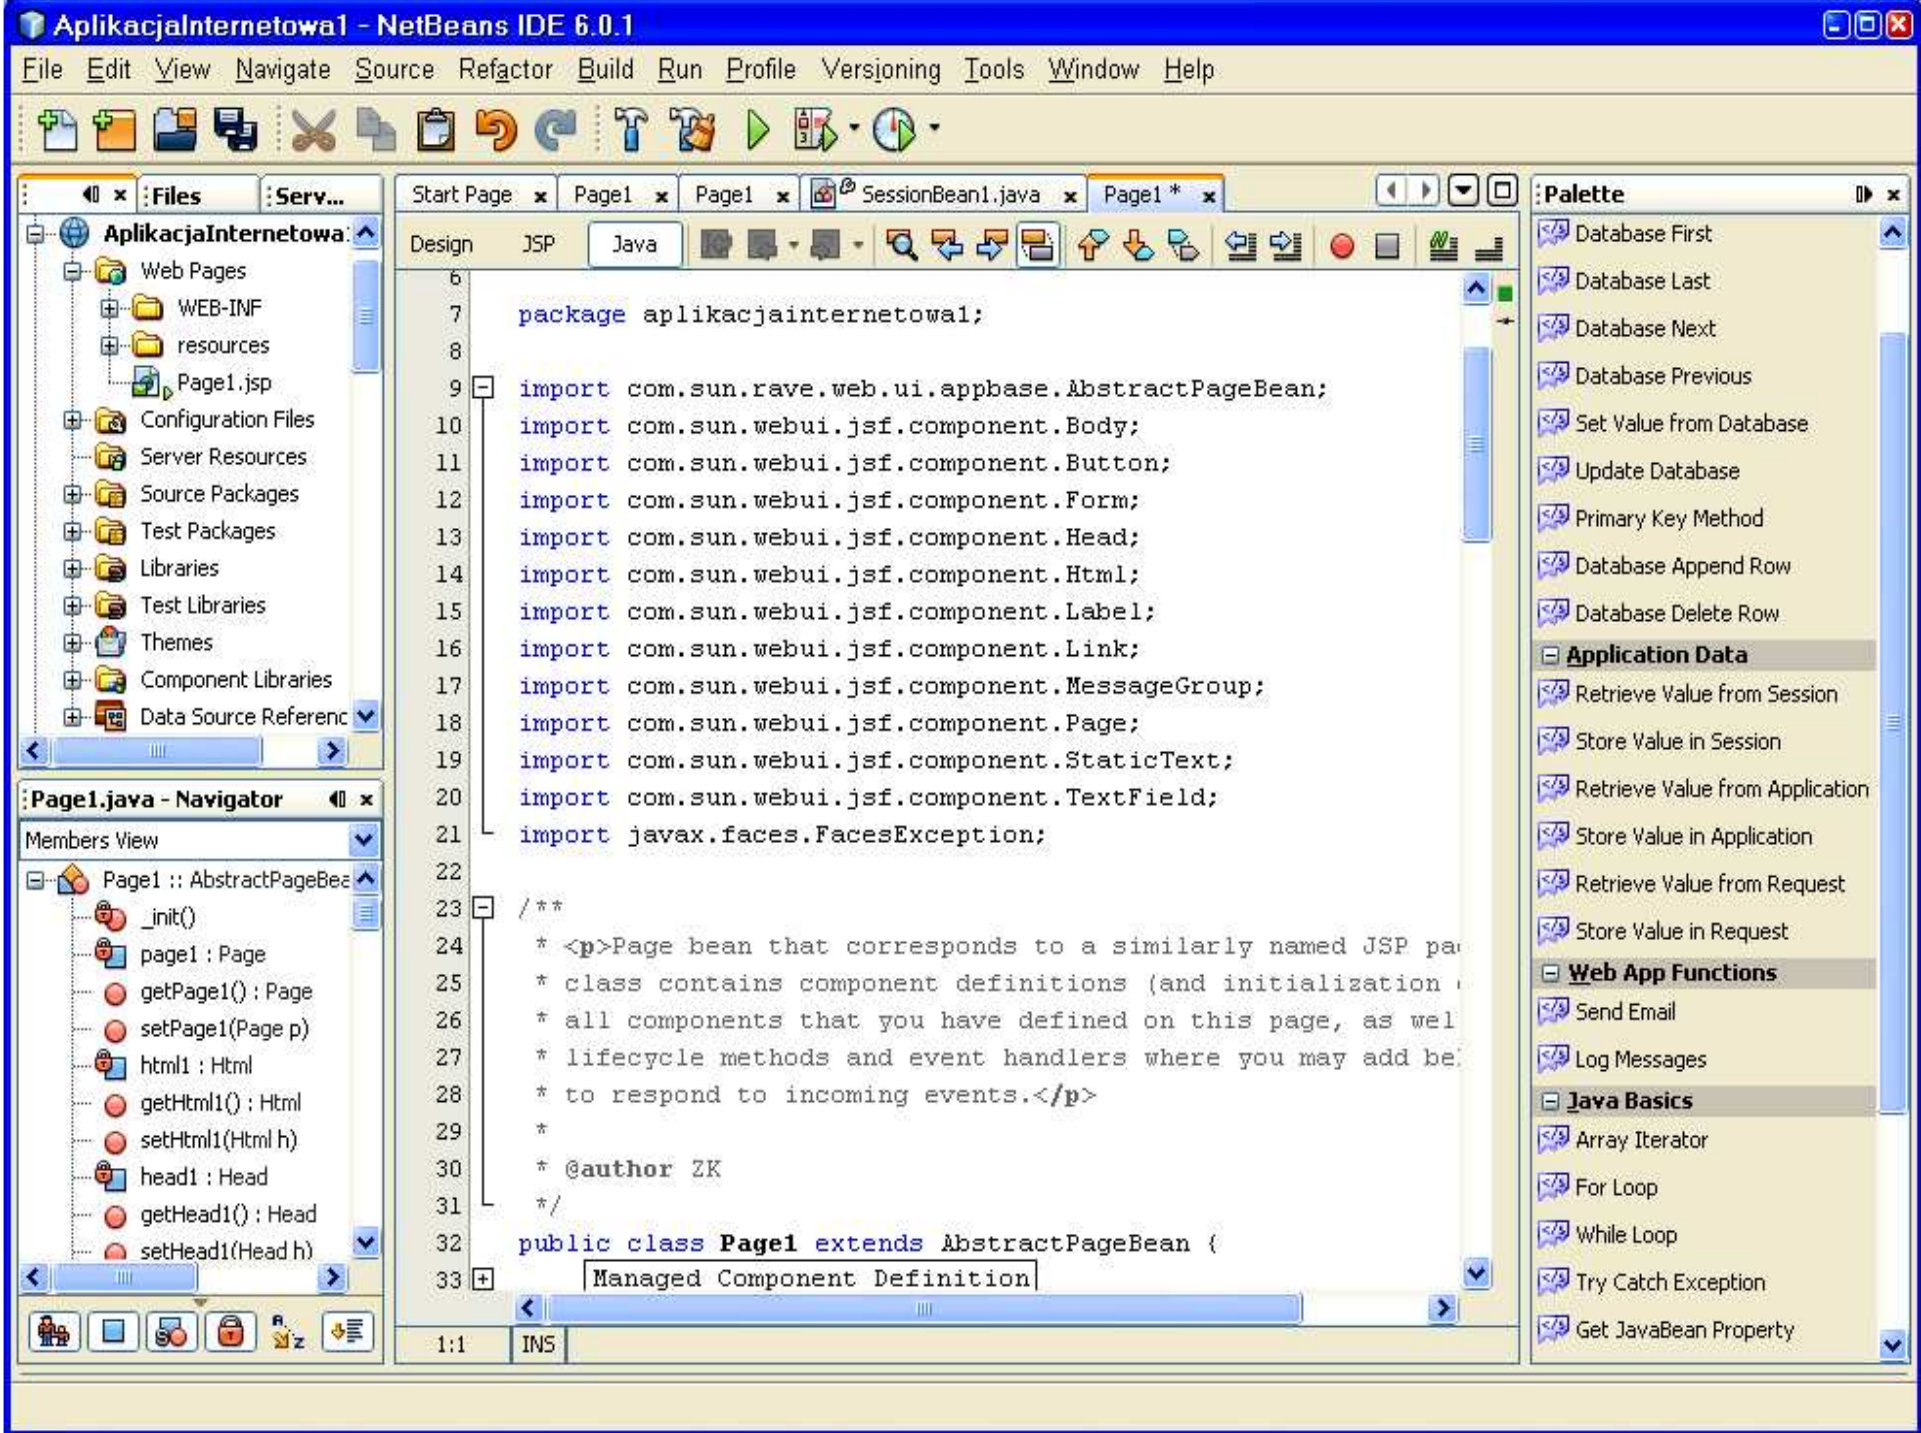 AplikacjaInternetowa1 - NetBeans IDE 6.0.1
File Edit View Navigate Source Refactor Build Run Profile Versioning Tools Window Help
Files Serv...
AplikacjaInternetowa
Web Pages
WEB-INF
resources
Page1.jsp
Configuration Files
Server Resources
Source Packages
Test Packages
Libraries
Test Libraries
Themes
Component Libraries
Data Source Referenc
Page1.java - Navigator
Members View
Page1 :: AbstractPageBea
_init()
page1 : Page
getPage1() : Page
setPage1(Page p)
html1 : Html
getHtml1() : Html
setHtml1(Html h)
head1 : Head
getHead1() : Head
setHead1(Head h)
Start Page Page1 Page1 SessionBean1.java Page1 *
Design JSP Java
6
7 package aplikacjainternetowa1;
8
9 import com.sun.rave.web.ui.appbase.AbstractPageBean;
10 import com.sun.webui.jsf.component.Body;
11 import com.sun.webui.jsf.component.Button;
12 import com.sun.webui.jsf.component.Form;
13 import com.sun.webui.jsf.component.Head;
14 import com.sun.webui.jsf.component.Html;
15 import com.sun.webui.jsf.component.Label;
16 import com.sun.webui.jsf.component.Link;
17 import com.sun.webui.jsf.component.MessageGroup;
18 import com.sun.webui.jsf.component.Page;
19 import com.sun.webui.jsf.component.StaticText;
20 import com.sun.webui.jsf.component.TextField;
21 import javax.faces.FacesException;
22
23 /**
24 * <p>Page bean that corresponds to a similarly named JSP pa
25 * class contains component definitions (and initialization
26 * all components that you have defined on this page, as wel
27 * lifecycle methods and event handlers where you may add be
28 * to respond to incoming events.</p>
29 *
30 * @author ZK
31 */
32 public class Page1 extends AbstractPageBean {
33 Managed Component Definition
1:1 INS
Palette
Database First
Database Last
Database Next
Database Previous
Set Value from Database
Update Database
Primary Key Method
Database Append Row
Database Delete Row
Application Data
Retrieve Value from Session
Store Value in Session
Retrieve Value from Application
Store Value in Application
Retrieve Value from Request
Store Value in Request
Web App Functions
Send Email
Log Messages
Java Basics
Array Iterator
For Loop
While Loop
Try Catch Exception
Get JavaBean Property